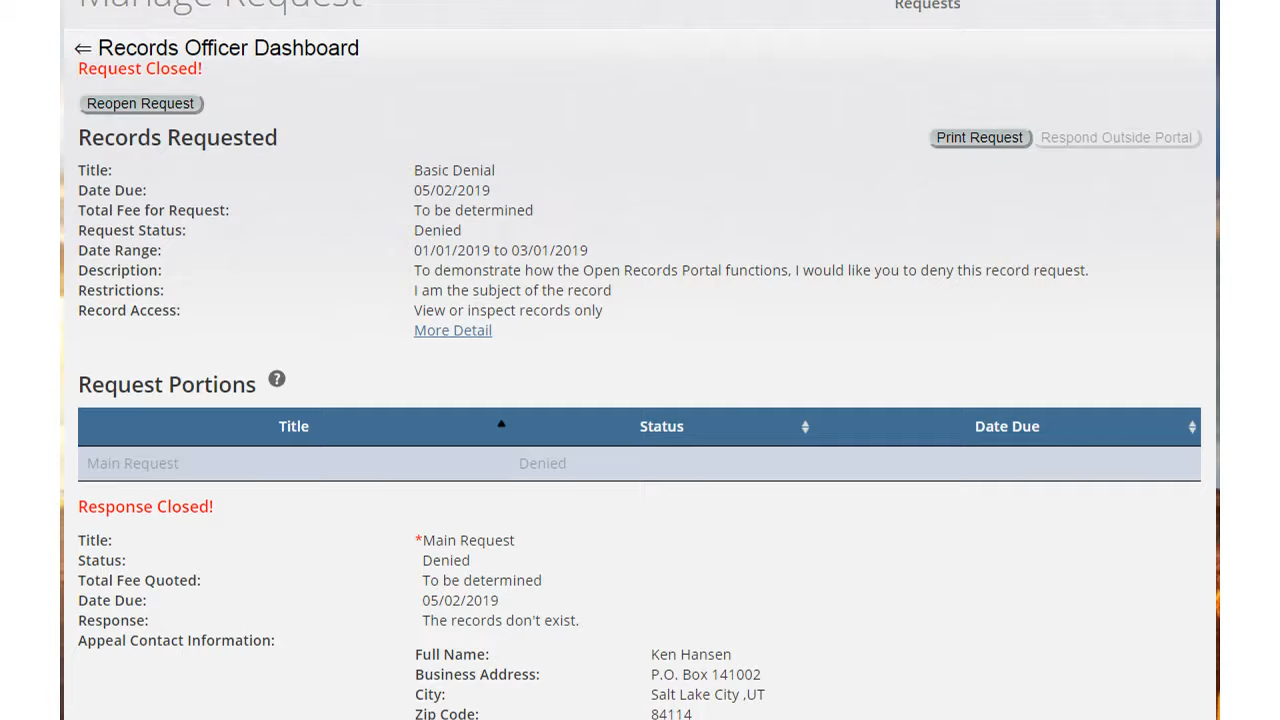 Manage Request
Requests
⇐ Records Officer Dashboard
Request Closed!
Reopen Request
Records Requested
Print Request
Respond Outside Portal
Title: Basic Denial
Date Due: 05/02/2019
Total Fee for Request: To be determined
Request Status: Denied
Date Range: 01/01/2019 to 03/01/2019
Description: To demonstrate how the Open Records Portal functions, I would like you to deny this record request.
Restrictions: I am the subject of the record
Record Access: View or inspect records only
More Detail
Request Portions ?
Title Status Date Due
Main Request Denied
Response Closed!
Title: *Main Request
Status: Denied
Total Fee Quoted: To be determined
Date Due: 05/02/2019
Response: The records don't exist.
Appeal Contact Information:
Full Name: Ken Hansen
Business Address: P.O. Box 141002
City: Salt Lake City ,UT
Zip Code: 84114